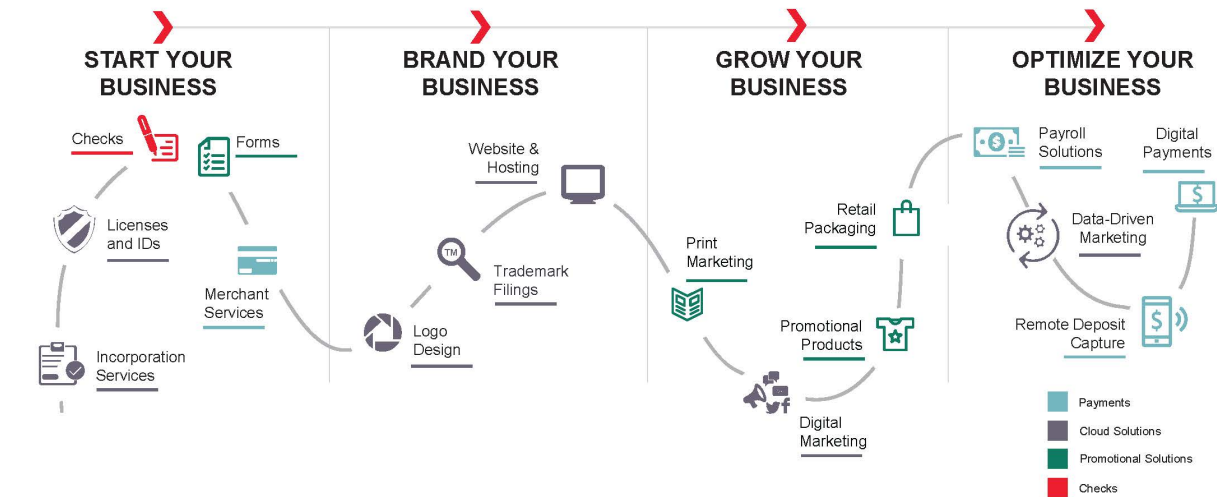 START YOUR
BUSINESS
BRAND YOUR
BUSINESS
GROW YOUR
BUSINESS
OPTIMIZE YOUR
BUSINESS
Checks
Forms
Licenses
and IDs
Merchant
Services
Incorporation
Services
Website &
Hosting
TM
Trademark
Filings
Logo
Design
Print
Marketing
Retail
Packaging
Promotional
Products
Digital
Marketing
Payroll
Solutions
Digital
Payments
$
$
Data-Driven
Marketing
Remote Deposit
Capture
$
Payments
Cloud Solutions
Promotional Solutions
Checks